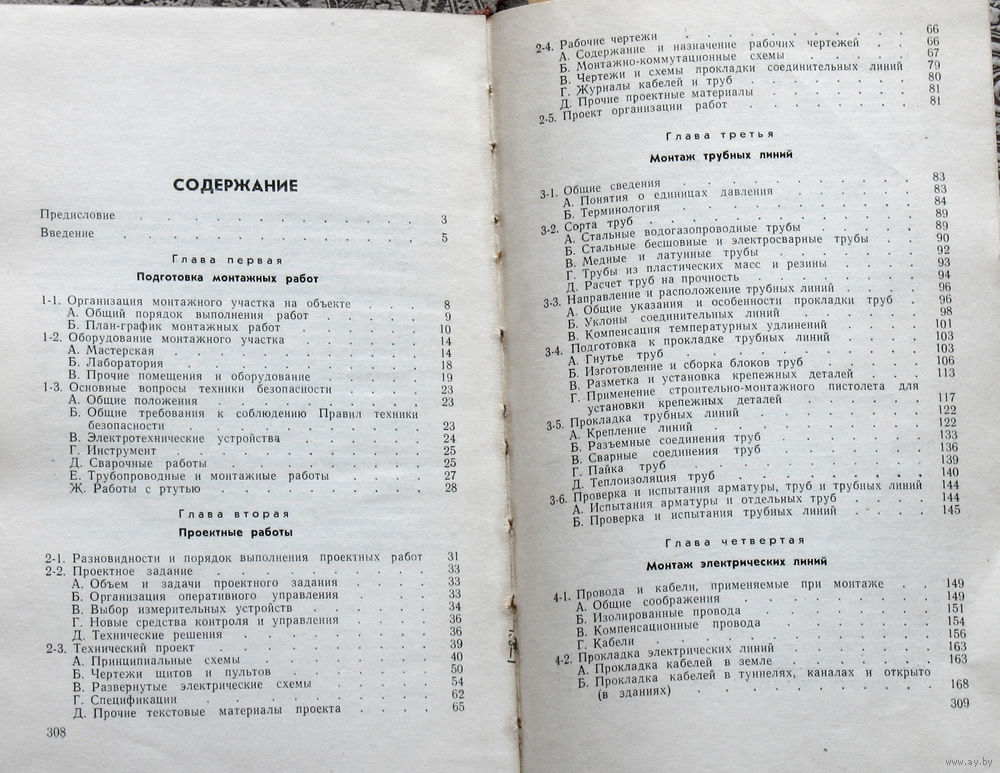 СОДЕРЖАНИЕ
Предисловие 3
Введение 5
Глава первая
Подготовка монтажных работ
1-1. Организация монтажного участка на объекте 8
А. Общий порядок выполнения работ 9
Б. План-график монтажных работ 10
1-2. Оборудование монтажного участка 14
А. Мастерская 14
Б. Лаборатория 18
В. Прочие помещения и оборудование 19
1-3. Основные вопросы техники безопасности 23
А. Общие положения 23
Б. Общие требования к соблюдению Правил техники
безопасности 23
В. Электротехнические устройства 24
Г. Инструмент 25
Д. Сварочные работы 25
Е. Трубопроводные и монтажные работы 27
Ж. Работы с ртутью 28
Глава вторая
Проектные работы
2-1. Разновидности и порядок выполнения проектных работ 31
2-2. Проектное задание 33
А. Объем и задачи проектного задания 33
Б. Организация оперативного управления 33
В. Выбор измерительных устройств 34
Г. Новые средства контроля и управления 36
Д. Технические решения 36
2-3. Технический проект 39
А. Принципиальные схемы 40
Б. Чертежи щитов и пультов 50
В. Развернутые электрические схемы 54
Г. Спецификации 62
Д. Прочие текстовые материалы проекта 65
308
2-4. Рабочие чертежи 66
А. Содержание и назначение рабочих чертежей 66
Б. Монтажно-коммутационные схемы 67
В. Чертежи и схемы прокладки соединительных линий 79
Г. Журналы кабелей и труб 80
Д. Прочие проектные материалы 81
2-5. Проект организации работ 81
Глава третья
Монтаж трубных линий
3-1. Общие сведения 83
А. Понятия о единицах давления 83
Б. Терминология 84
3-2. Сорта труб 89
А. Стальные водогазопроводные трубы 89
Б. Стальные бесшовные и электросварные трубы 90
В. Медные и латунные трубы 92
Г. Трубы из пластических масс и резины 93
Д. Расчет труб на прочность 94
3-3. Направление и расположение трубных линий 96
А. Общие указания и особенности прокладки труб 96
Б. Уклоны соединительных линий 98
В. Компенсация температурных удлинений 101
3-4. Подготовка к прокладке трубных линий 103
А. Гнутье труб 103
Б. Изготовление и сборка блоков труб 106
В. Разметка и установка крепежных деталей 113
Г. Применение строительно-монтажного пистолета для
установки крепежных деталей 117
3-5. Прокладка трубных линий 122
А. Крепление линий 122
Б. Разъемные соединения труб 133
В. Сварные соединения труб 136
Г. Пайка труб 139
Д. Теплоизоляция труб 140
3-6. Проверка и испытания арматуры, труб и трубных линий 144
А. Испытания арматуры и отдельных труб 144
Б. Проверка и испытания трубных линий 145
Глава четвертая
Монтаж электрических линий
4-1. Провода и кабели, применяемые при монтаже 149
А. Общие соображения 149
Б. Изолированные провода 151
В. Компенсационные провода 154
Г. Кабели 156
4-2. Прокладка электрических линий 163
А. Прокладка кабелей в земле 163
Б. Прокладка кабелей в туннелях, каналах и открыто
(в зданиях) 168
309
www.ay.by